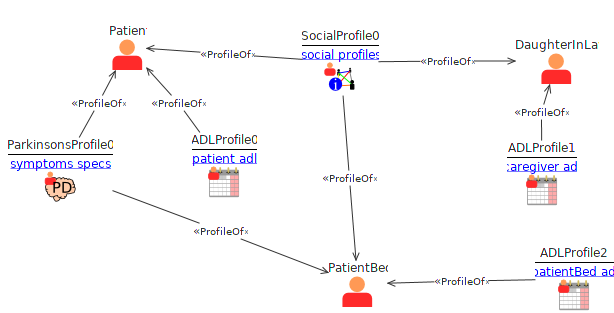 Patient
SocialProfile0
social profiles
DaughterInLa
«ProfileOf»
«ProfileOf»
«ProfileOf»
«ProfileOf»
«ProfileOf»
ParkinsonsProfile0
symptoms specs
PD
ADLProfile0
patient adl
ADLProfile1
caregiver ad
i
«ProfileOf»
«ProfileOf»
PatientBed
«ProfileOf»
ADLProfile2
patientBed ad